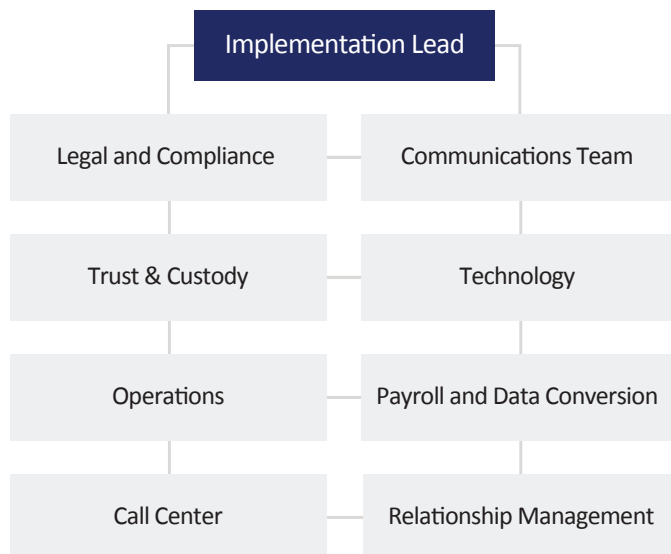 Implementation Lead
Legal and Compliance
Communications Team
Trust & Custody
Technology
Operations
Payroll and Data Conversion
Call Center
Relationship Management